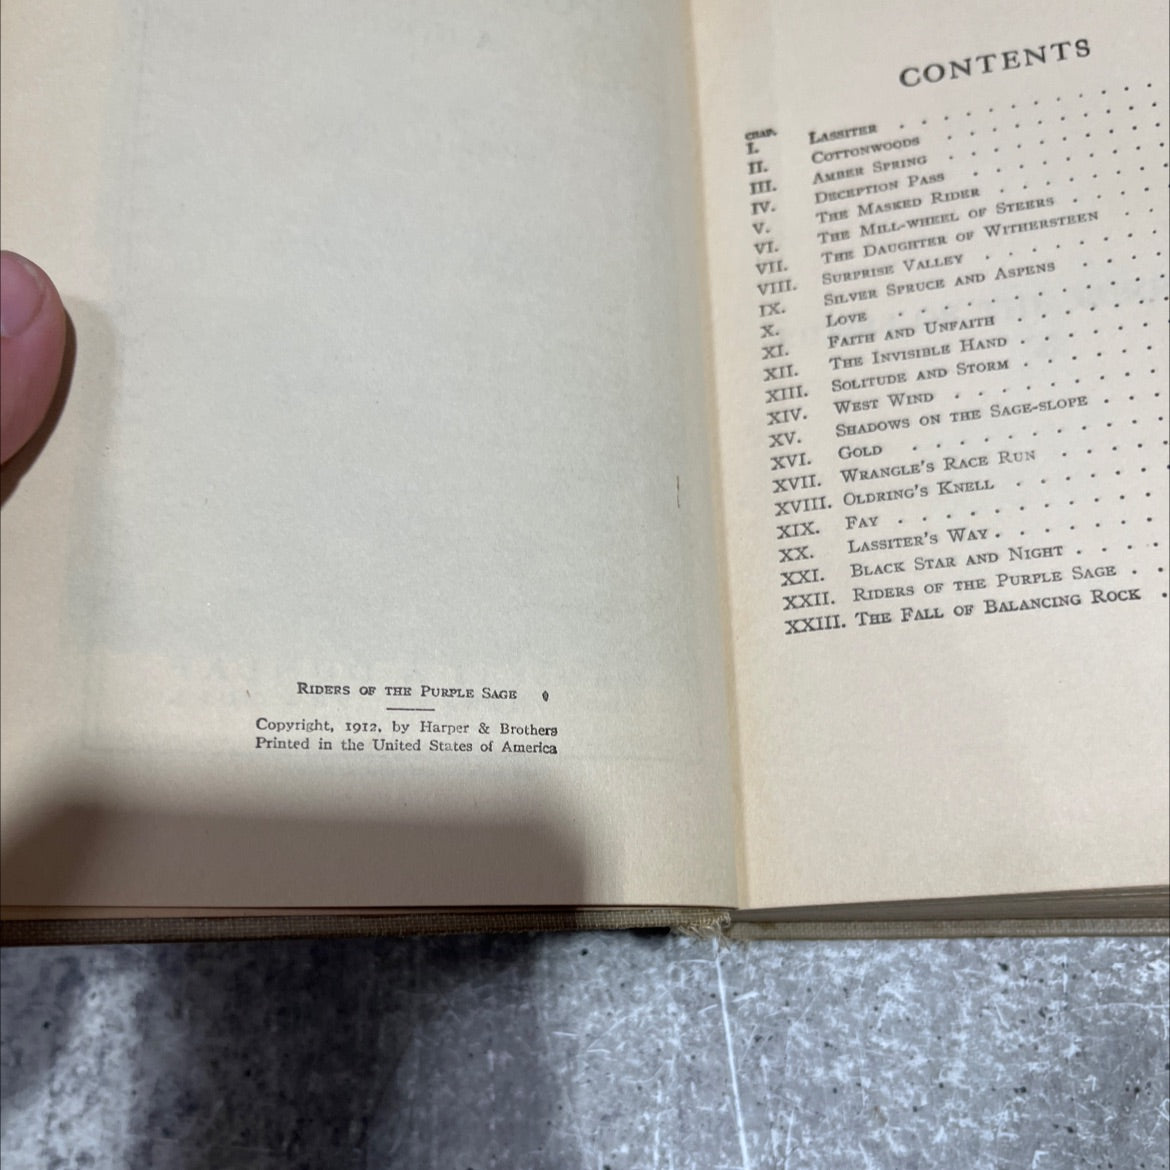 RIDERS OF THE PURPLE SAGE
Copyright, 1912, by Harper & Brothers
Printed in the United States of America
CONTENTS
CHAP.
I. LASSITER
II. COTTONWOODS
III. AMBER SPRING
IV. DECEPTION PASS
V. THE MASKED RIDER
VI. THE MILL-WHEEL OF STEERS
VII. THE DAUGHTER OF WITHERSTEEN
VIII. SURPRISE VALLEY
IX. SILVER SPRUCE AND ASPENS
X. LOVE
XI. FAITH AND UNFAITH
XII. THE INVISIBLE HAND
XIII. SOLITUDE AND STORM
XIV. WEST WIND
XV. SHADOWS ON THE SAGE-SLOPE
XVI. GOLD
XVII. WRANGLE'S RACE RUN
XVIII. OLDRING'S KNELL
XIX. FAY
XX. LASSITER'S WAY
XXI. BLACK STAR AND NIGHT
XXII. RIDERS OF THE PURPLE SAGE
XXIII. THE FALL OF BALANCING ROCK